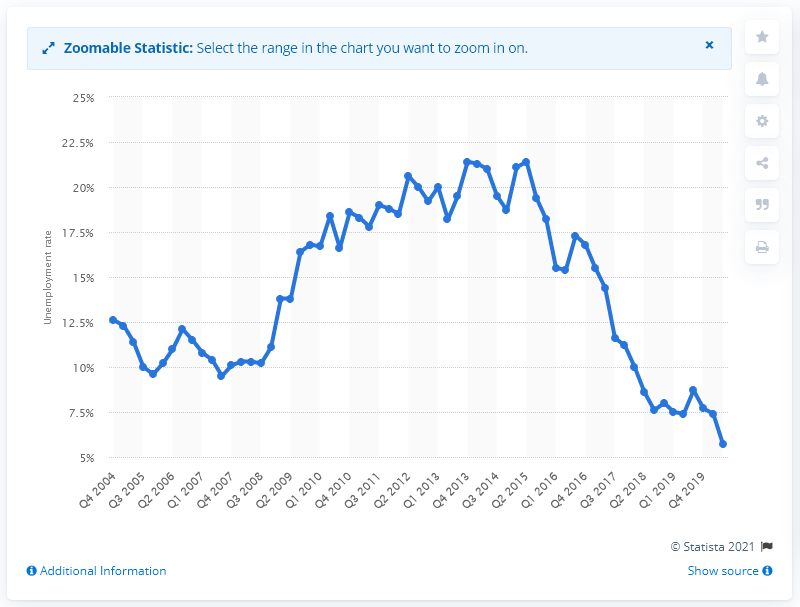 Zoomable Statistic: Select the range in the chart you want to zoom in on.
25%
22.5%
20%
17.5%
15%
12.5%
10%
7.5%
5%
Unemployment rate
Q4 2004
Q3 2005
Q2 2006
Q1 2007
Q4 2007
Q3 2008
Q2 2009
Q1 2010
Q4 2010
Q3 2011
Q2 2012
Q1 2013
Q4 2013
Q3 2014
Q2 2015
Q1 2016
Q4 2016
Q3 2017
Q2 2018
Q1 2019
Q4 2019
© Statista 2021
Additional Information
Show source